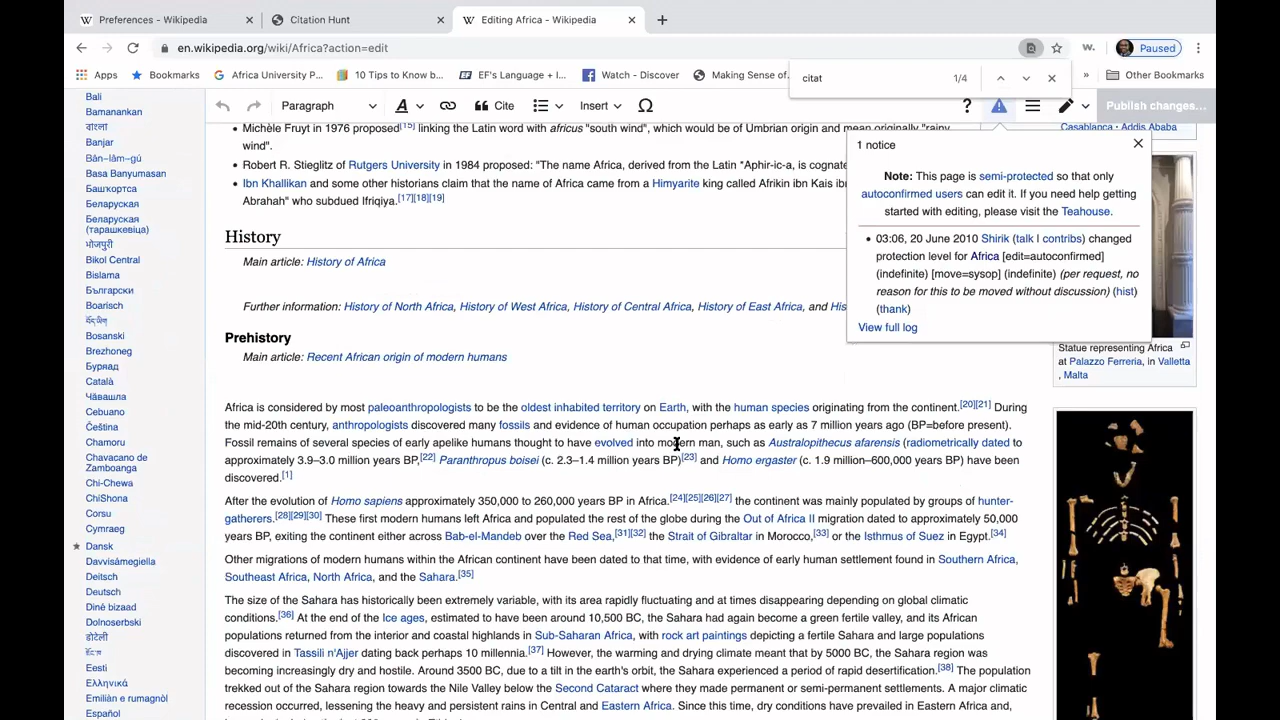 Preferences - Wikipedia
Citation Hunt
Editing Africa - Wikipedia
en.wikipedia.org/wiki/Africa?action=edit
Paused
Apps
Bookmarks
Africa University P...
10 Tips to Know b...
EF's Language + I...
Watch - Discover
Making Sense of...
Other Bookmarks
citat
1/4
Paragraph
A
Cite
Insert
Publish changes...
Bali
Bamanankan
বাংলা
Banjar
Bân-lâm-gú
Basa Banyumasan
Башҡортса
Беларуская
Беларуская
(тарашкевіца)
भोजपुरी
Bikol Central
Bislama
Български
Boarisch
Bosanski
Brezhoneg
Буряад
Català
Чӑвашла
Cebuano
Čeština
Chamoru
Chavacano de
Zamboanga
Chi-Chewa
ChiShona
Corsu
Cymraeg
Dansk
Davvisámegiella
Deitsch
Deutsch
Diné bizaad
Dolnoserbski
डोटेली
Eesti
Ελληνικά
Emiliàn e rumagnòl
Español
Michèle Fruyt in 1976 proposed[15] linking the Latin word with africus "south wind", which would be of Umbrian origin and mean originally "rainy
wind".
Robert R. Stieglitz of Rutgers University in 1984 proposed: "The name Africa, derived from the Latin *Aphir-ic-a, is cognate
Ibn Khallikan and some other historians claim that the name of Africa came from a Himyarite king called Afrikin ibn Kais ibn
Abrahah" who subdued Ifriqiya.[17][18][19]
History
Main article: History of Africa
Further information: History of North Africa, History of West Africa, History of Central Africa, History of East Africa, and His
Prehistory
Main article: Recent African origin of modern humans
Africa is considered by most paleoanthropologists to be the oldest inhabited territory on Earth, with the human species originating from the continent.[20][21] During
the mid-20th century, anthropologists discovered many fossils and evidence of human occupation perhaps as early as 7 million years ago (BP=before present).
Fossil remains of several species of early apelike humans thought to have evolved into modern man, such as Australopithecus afarensis (radiometrically dated to
approximately 3.9–3.0 million years BP,[22] Paranthropus boisei (c. 2.3–1.4 million years BP)[23] and Homo ergaster (c. 1.9 million–600,000 years BP) have been
discovered.[1]
After the evolution of Homo sapiens approximately 350,000 to 260,000 years BP in Africa.[24][25][26][27] the continent was mainly populated by groups of hunter-
gatherers.[28][29][30] These first modern humans left Africa and populated the rest of the globe during the Out of Africa II migration dated to approximately 50,000
years BP, exiting the continent either across Bab-el-Mandeb over the Red Sea,[31][32] the Strait of Gibraltar in Morocco,[33] or the Isthmus of Suez in Egypt.[34]
Other migrations of modern humans within the African continent have been dated to that time, with evidence of early human settlement found in Southern Africa,
Southeast Africa, North Africa, and the Sahara.[35]
The size of the Sahara has historically been extremely variable, with its area rapidly fluctuating and at times disappearing depending on global climatic
conditions.[36] At the end of the Ice ages, estimated to have been around 10,500 BC, the Sahara had again become a green fertile valley, and its African
populations returned from the interior and coastal highlands in Sub-Saharan Africa, with rock art paintings depicting a fertile Sahara and large populations
discovered in Tassili n'Ajjer dating back perhaps 10 millennia.[37] However, the warming and drying climate meant that by 5000 BC, the Sahara region was
becoming increasingly dry and hostile. Around 3500 BC, due to a tilt in the earth's orbit, the Sahara experienced a period of rapid desertification.[38] The population
trekked out of the Sahara region towards the Nile Valley below the Second Cataract where they made permanent or semi-permanent settlements. A major climatic
recession occurred, lessening the heavy and persistent rains in Central and Eastern Africa. Since this time, dry conditions have prevailed in Eastern Africa and,
1 notice
Note: This page is semi-protected so that only
autoconfirmed users can edit it. If you need help getting
started with editing, please visit the Teahouse.
03:06, 20 June 2010 Shirik (talk | contribs) changed
protection level for Africa [edit=autoconfirmed]
(indefinite) [move=sysop] (indefinite) (per request, no
reason for this to be moved without discussion) (hist)
(thank)
View full log
Casablanca · Addis Ababa
Statue representing Africa
at Palazzo Ferreria, in Valletta
, Malta